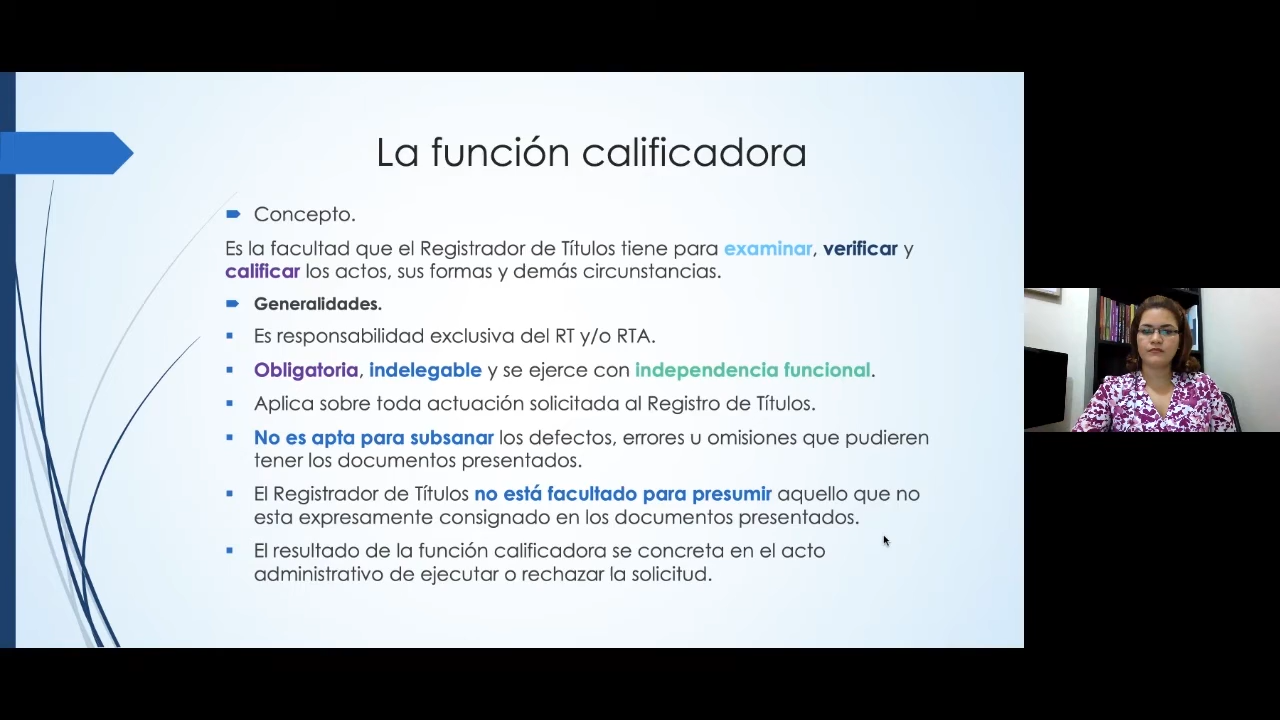 La función calificadora
Concepto.
Es la facultad que el Registrador de Títulos tiene para examinar, verificar y
calificar los actos, sus formas y demás circunstancias.
Generalidades.
Es responsabilidad exclusiva del RT y/o RTA.
Obligatoria, indelegable y se ejerce con independencia funcional.
Aplica sobre toda actuación solicitada al Registro de Títulos.
No es apta para subsanar los defectos, errores u omisiones que pudieren
tener los documentos presentados.
El Registrador de Títulos no está facultado para presumir aquello que no
esta expresamente consignado en los documentos presentados.
El resultado de la función calificadora se concreta en el acto
administrativo de ejecutar o rechazar la solicitud.